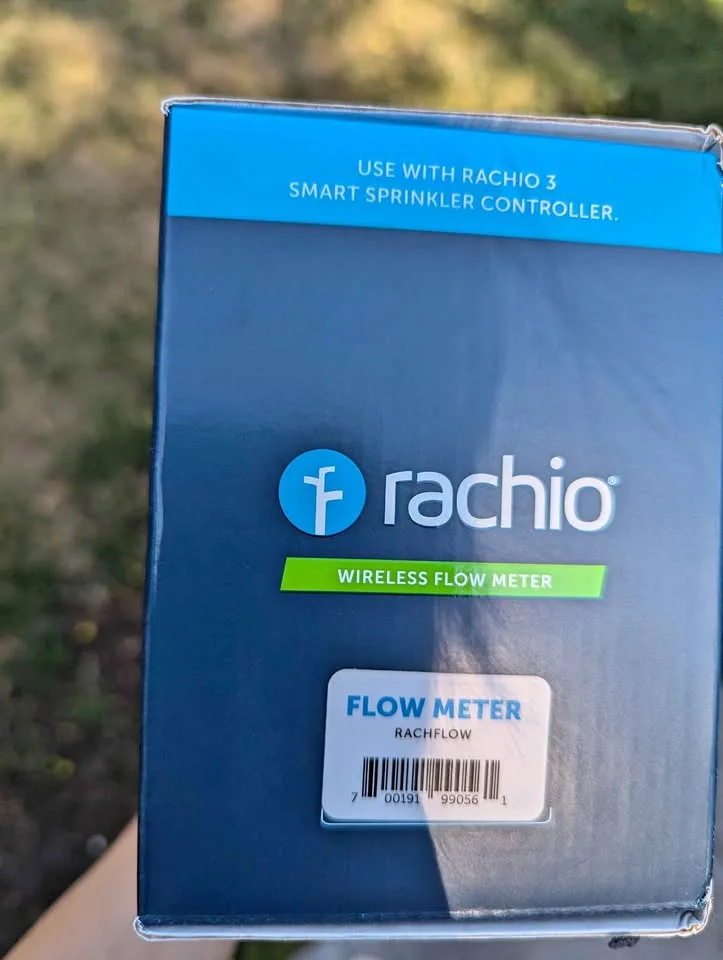 USE WITH RACHIO 3
SMART SPRINKLER CONTROLLER.
rachio®
WIRELESS FLOW METER
FLOW METER
RACHFLOW
7 00191 99056 1